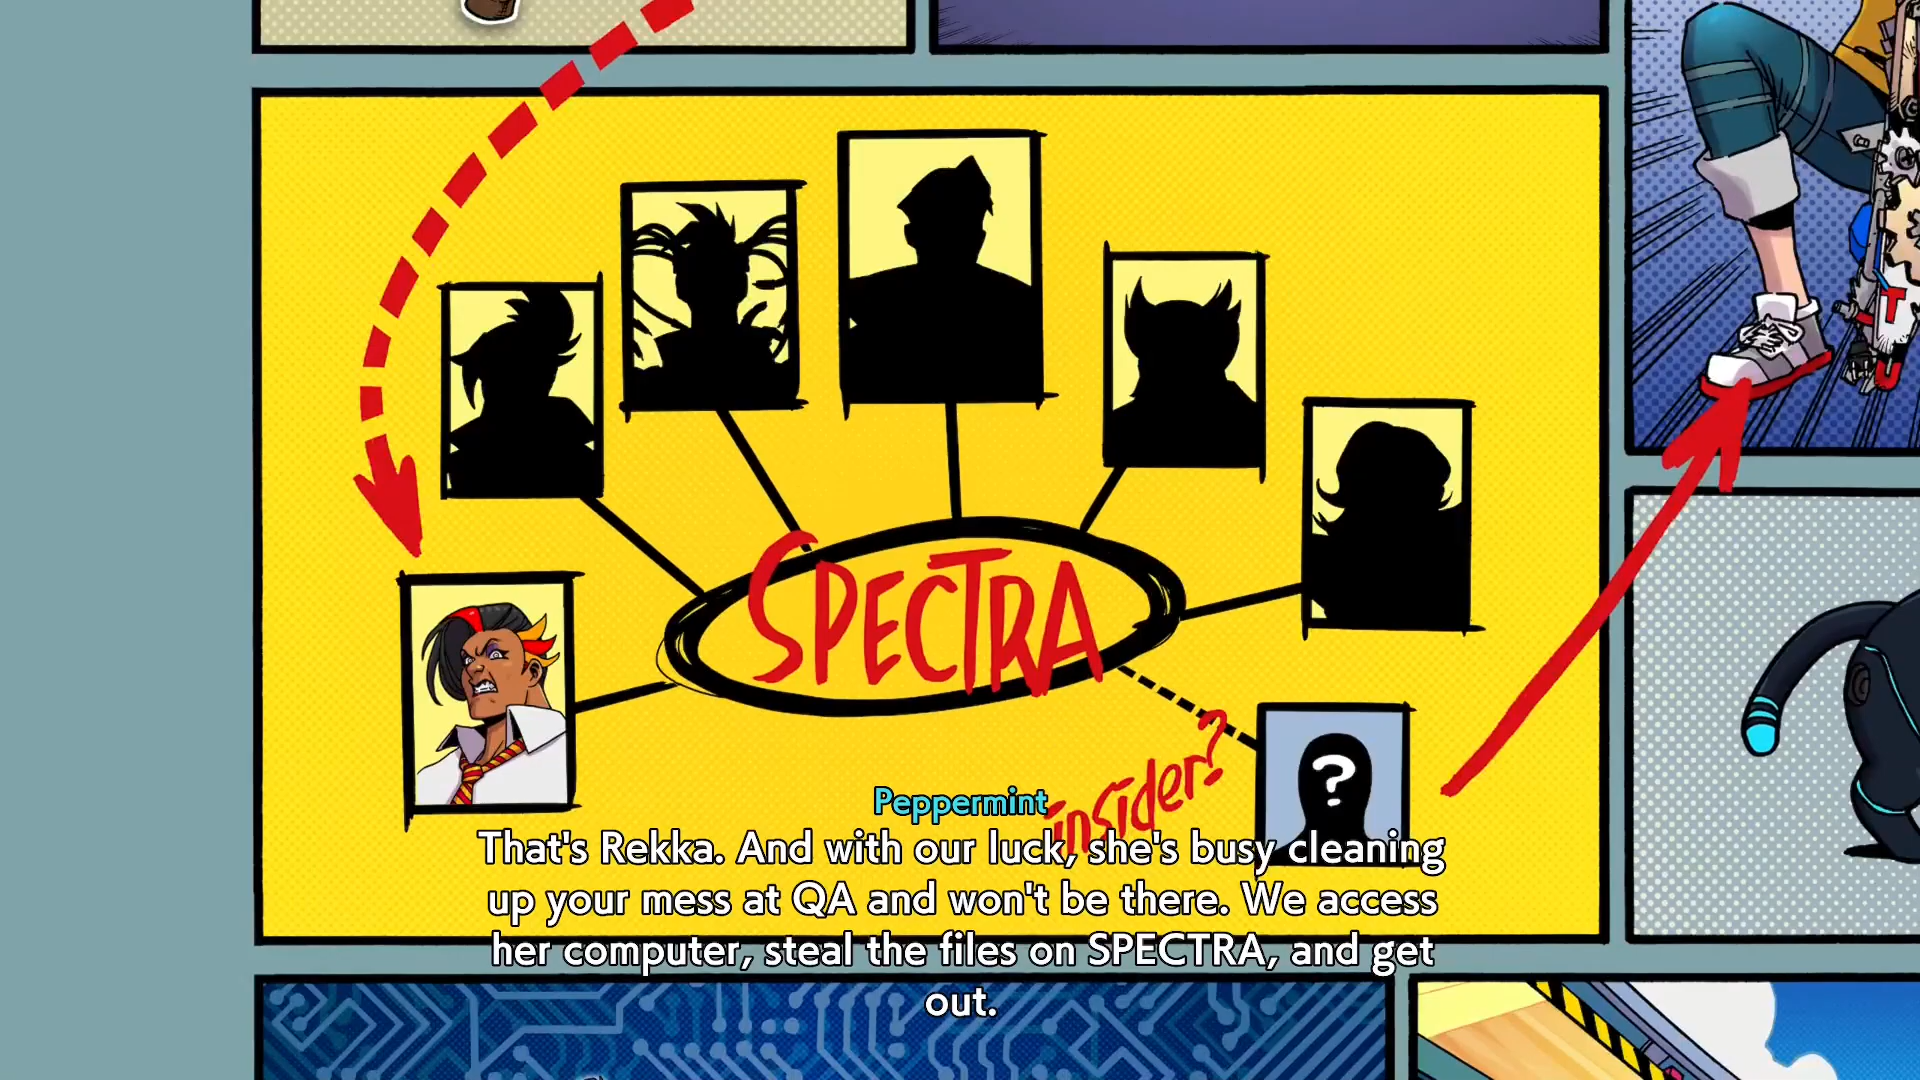 T
SPECTRA
insider?
?
Peppermint
That's Rekka. And with our luck, she's busy cleaning
up your mess at QA and won't be there. We access
her computer, steal the files on SPECTRA, and get
out.